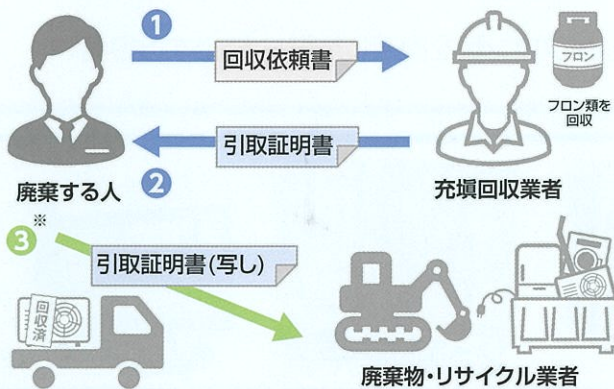 1
回収依頼書
フロン
フロン類を
回収
引取証明書
2
廃棄する人
充塡回収業者
※
3
引取証明書(写し)
回収済
廃棄物・リサイクル業者